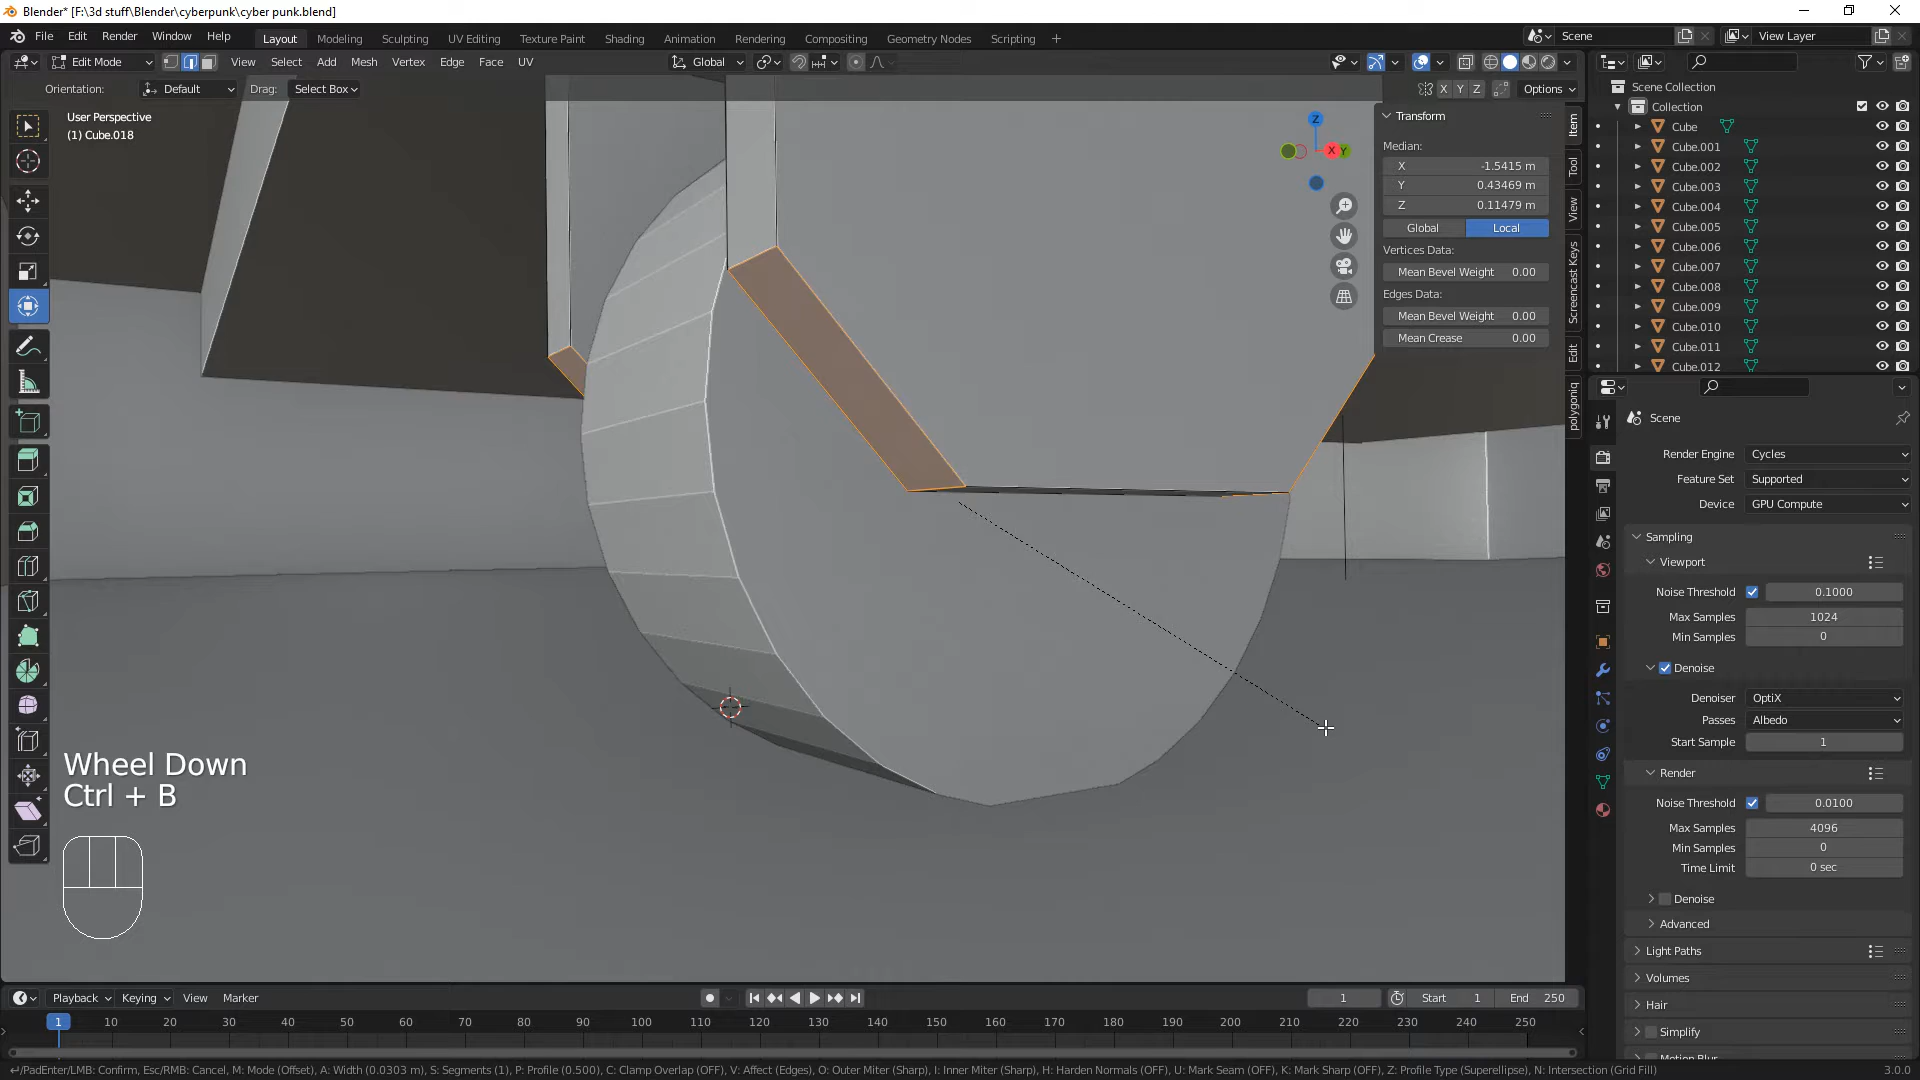 Blender* [F:\3d stuff\Blender\cyberpunk\cyber punk.blend]
File Edit Render Window Help Layout Modeling Sculpting UV Editing Texture Paint Shading Animation Rendering Compositing Geometry Nodes Scripting + Scene View Layer
Edit Mode View Select Add Mesh Vertex Edge Face UV Global
Orientation: Default Drag: Select Box X Y Z Options
User Perspective
(1) Cube.018
Z
X Y
Transform
Median:
X -1.5415 m
Y 0.43469 m
Z 0.11479 m
Global Local
Vertices Data:
Mean Bevel Weight 0.00
Edges Data:
Mean Bevel Weight 0.00
Mean Crease 0.00
Item
Tool
View
Screencast Keys
Edit
polygoniq
Scene Collection
Collection
Cube
Cube.001
Cube.002
Cube.003
Cube.004
Cube.005
Cube.006
Cube.007
Cube.008
Cube.009
Cube.010
Cube.011
Cube.012
Scene
Render Engine Cycles
Feature Set Supported
Device GPU Compute
Sampling
Viewport
Noise Threshold 0.1000
Max Samples 1024
Min Samples 0
Denoise
Denoiser OptiX
Passes Albedo
Start Sample 1
Render
Noise Threshold 0.0100
Max Samples 4096
Min Samples 0
Time Limit 0 sec
Denoise
Advanced
Light Paths
Volumes
Hair
Simplify
Motion Blur
Wheel Down
Ctrl + B
Playback Keying View Marker 1 Start 1 End 250
1 10 20 30 40 50 60 70 80 90 100 110 120 130 140 150 160 170 180 190 200 210 220 230 240 250
↵/PadEnter/LMB: Confirm, Esc/RMB: Cancel, M: Mode (Offset), A: Width (0.0303 m), S: Segments (1), P: Profile (0.500), C: Clamp Overlap (OFF), V: Affect (Edges), O: Outer Miter (Sharp), I: Inner Miter (Sharp), H: Harden Normals (OFF), U: Mark Seam (OFF), K: Mark Sharp (OFF), Z: Profile Type (Superellipse), N: Intersection (Grid Fill) 3.0.0